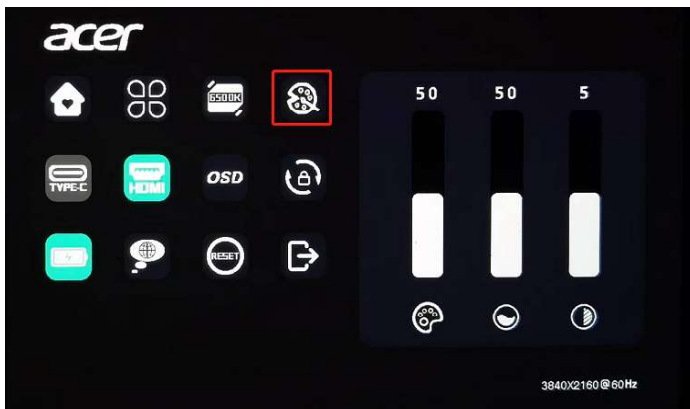 acer
6500K
50 50 5
TYPE-C HDMI OSD
RESET
3840X2160@60Hz